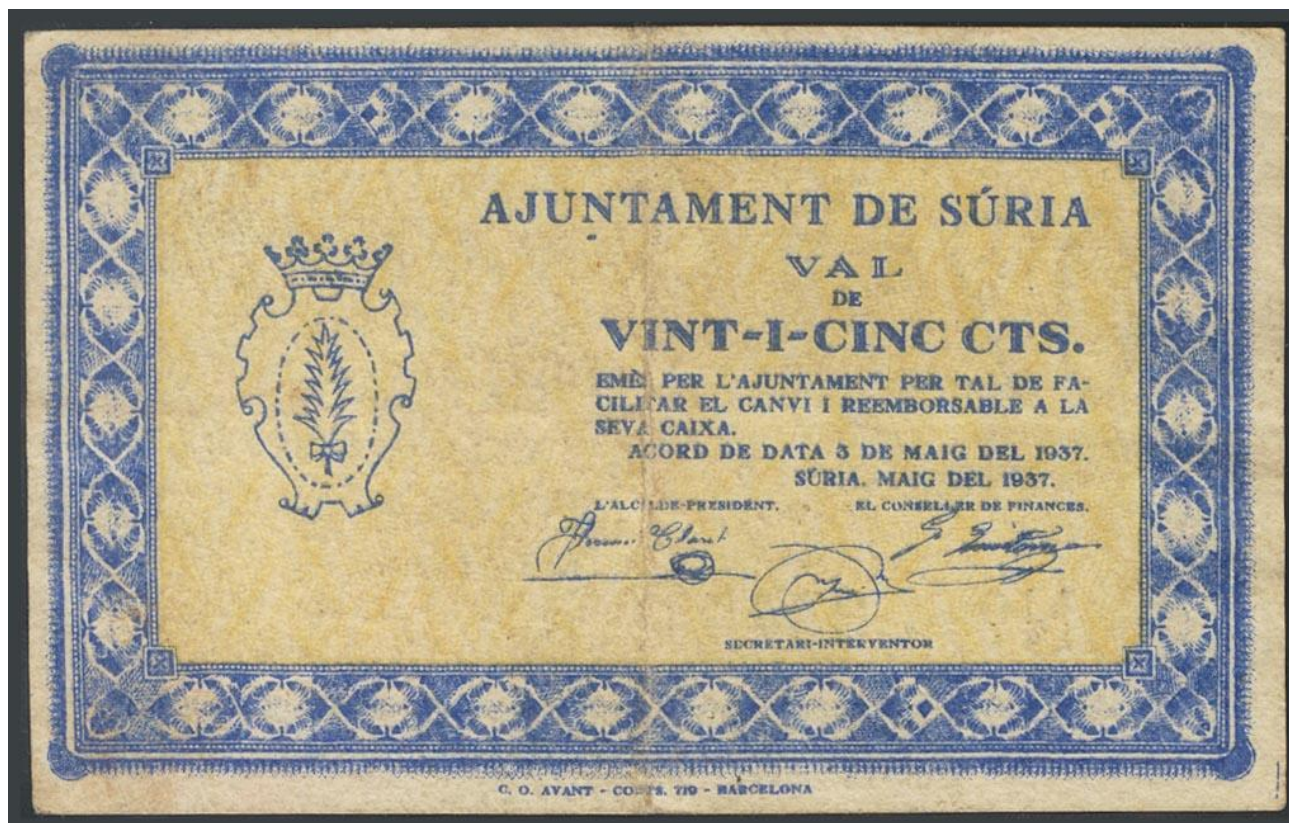 AJUNTAMENT DE SÚRIA
VAL
DE
VINT-I-CINC CTS.
EMÈS PER L'AJUNTAMENT PER TAL DE FA-
CILITAR EL CANVI I REEMBORSABLE A LA
SEVA CAIXA.
ACORD DE DATA 3 DE MAIG DEL 1937.
SÚRIA. MAIG DEL 1937.
L'ALCALDE-PRESIDENT. EL CONSELLER DE FINANCES.
Claret
SECRETARI-INTERVENTOR
C. O. AVANT - CORTS. 719 - BARCELONA